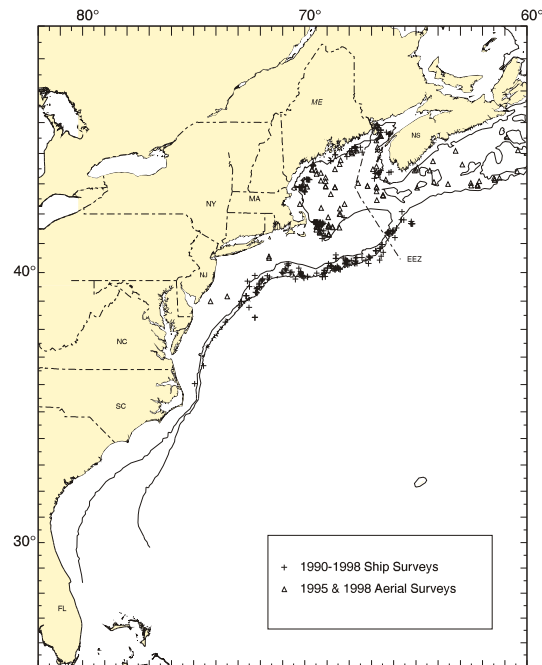 80° 70° 60°
ME
NS
NY MA
EEZ
40°
NJ
NC
SC
30°
+ 1990-1998 Ship Surveys
△ 1995 & 1998 Aerial Surveys
FL